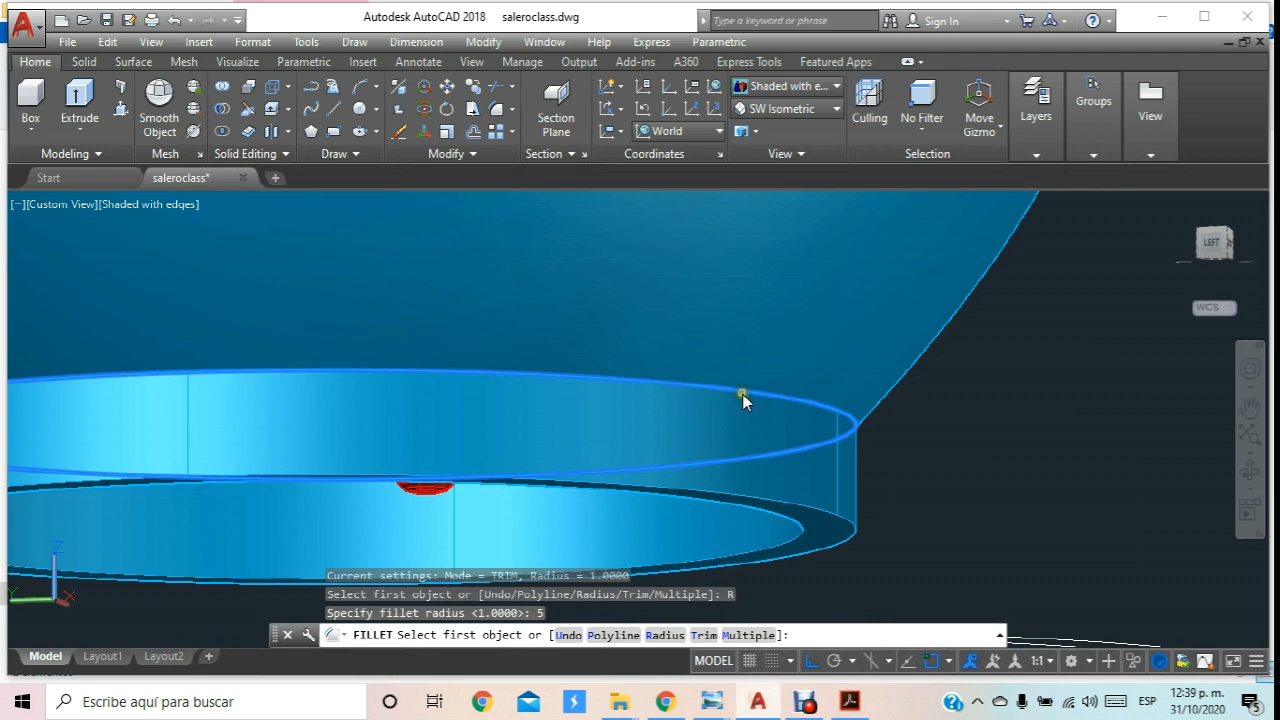 Autodesk AutoCAD 2018 saleroclass.dwg
Type a keyword or phrase
Sign In
File Edit View Insert Format Tools Draw Dimension Modify Window Help Express Parametric
Home Solid Surface Mesh Visualize Parametric Insert Annotate View Manage Output Add-ins A360 Express Tools Featured Apps
Shaded with e...
SW Isometric
Box Extrude Smooth Object Section Plane World Culling No Filter Move Gizmo Layers Groups View
Modeling Mesh Solid Editing Draw Modify Section Coordinates View Selection
Start saleroclass*
[−][Custom View][Shaded with edges]
LEFT
WCS
Z
Y X
Current settings: Mode = TRIM, Radius = 1.0000
Select first object or [Undo/Polyline/Radius/Trim/Multiple]: R
Specify fillet radius <1.0000>: 5
FILLET Select first object or [Undo Polyline Radius Trim Multiple]:
Model Layout1 Layout2
MODEL 1:1
Escribe aquí para buscar
ESP
12:39 p. m.
31/10/2020
5